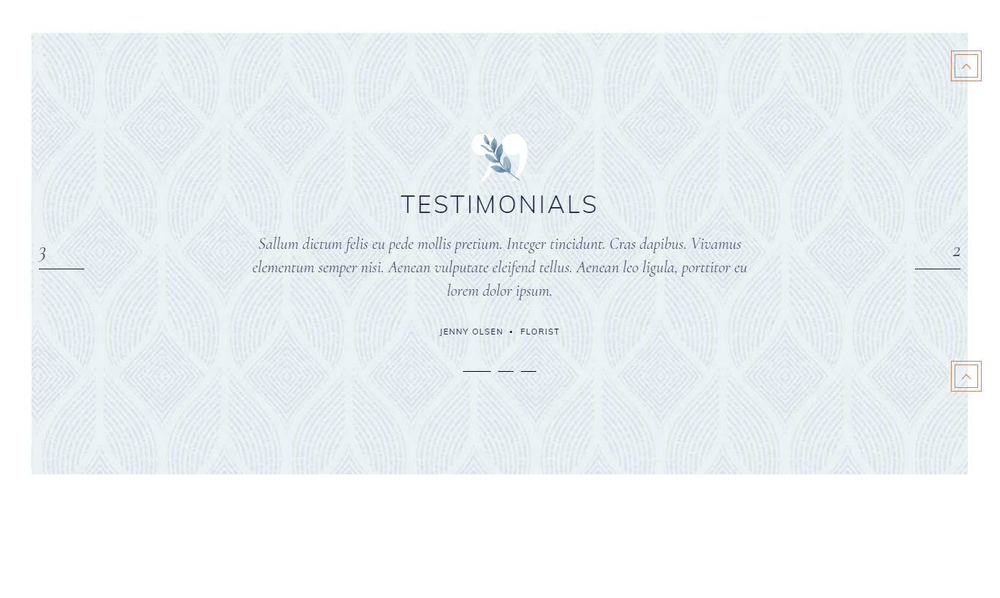 TESTIMONIALS
Sallum dictum felis eu pede mollis pretium. Integer tincidunt. Cras dapibus. Vivamus
elementum semper nisi. Aenean vulputate eleifend tellus. Aenean leo ligula, porttitor eu
lorem dolor ipsum.
3
2
JENNY OLSEN • FLORIST